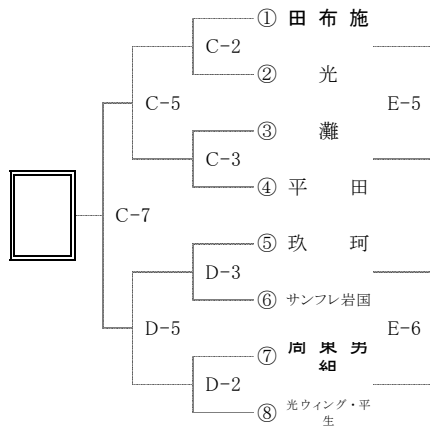 ① 田 布 施
C-2
② 光
C-5
E-5
③ 灘
C-3
④ 平 田
C-7
⑤ 玖 珂
D-3
⑥ サンフレ岩国
D-5
E-6
⑦ 周 東 男
組
D-2
⑧ 光ウィング・平
生